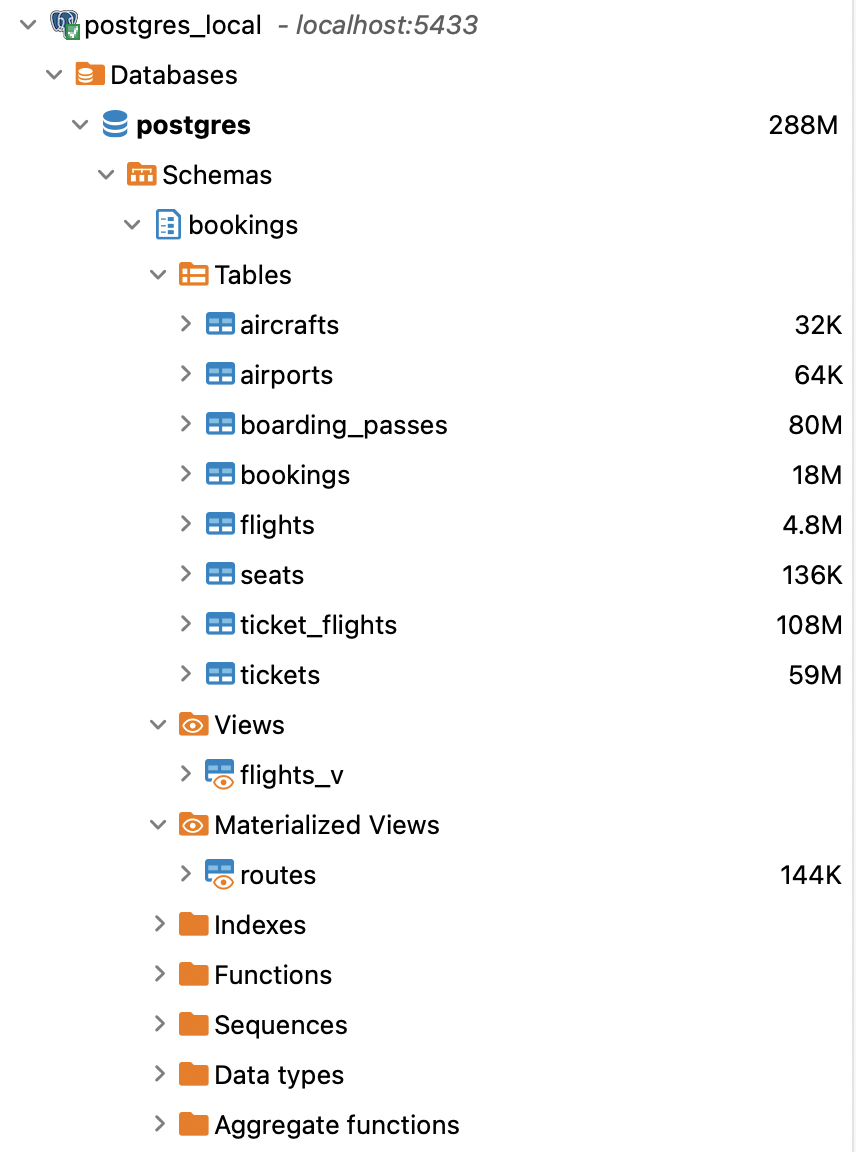 postgres_local - localhost:5433
Databases
postgres 288M
Schemas
bookings
Tables
aircrafts 32K
airports 64K
boarding_passes 80M
bookings 18M
flights 4.8M
seats 136K
ticket_flights 108M
tickets 59M
Views
flights_v
Materialized Views
routes 144K
Indexes
Functions
Sequences
Data types
Aggregate functions